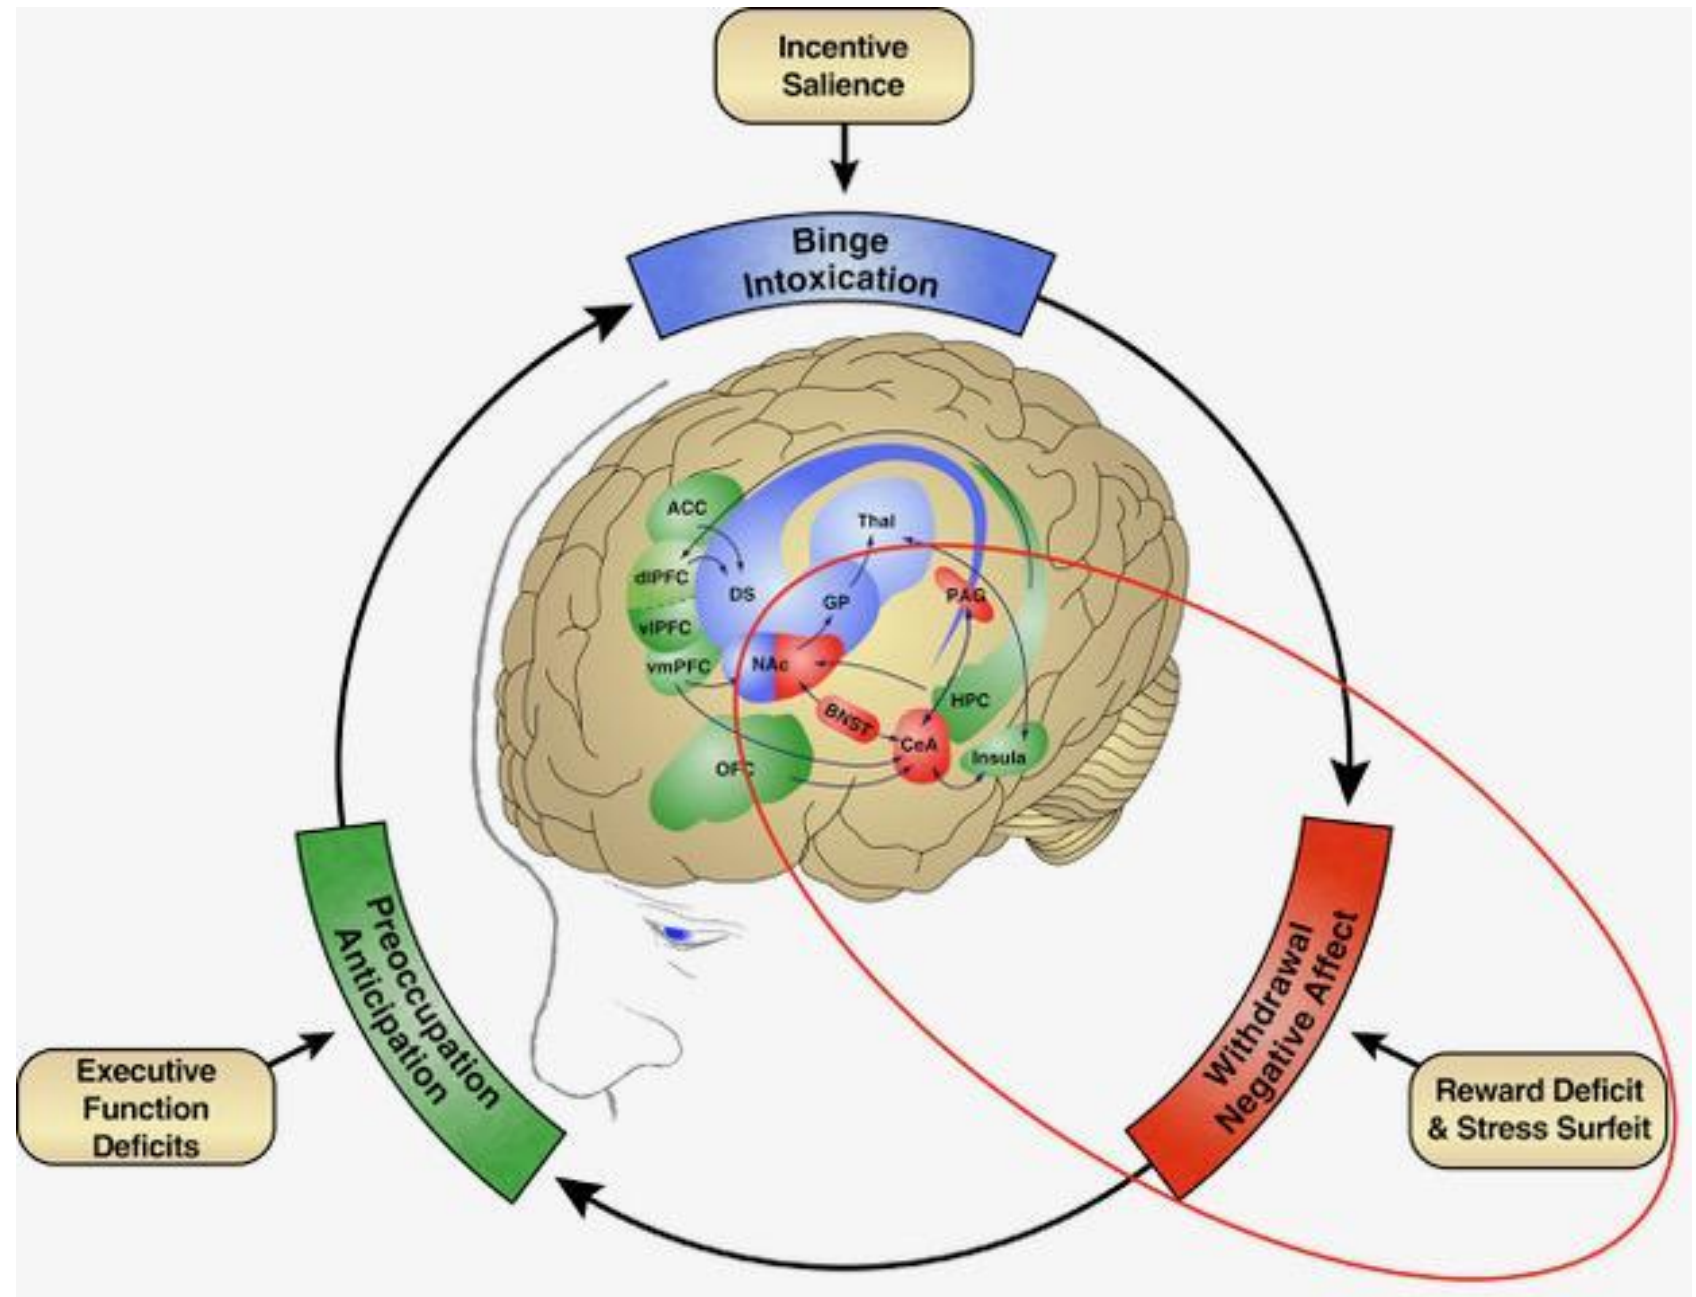 Incentive
Salience
Binge
Intoxication
ACC
Thal
dlPFC
DS
GP
PAG
vlPFC
vmPFC
NAc
HPC
BNST
CeA
Insula
OFC
Preoccupation
Anticipation
Withdrawal
Negative Affect
Executive
Function
Deficits
Reward Deficit
& Stress Surfeit